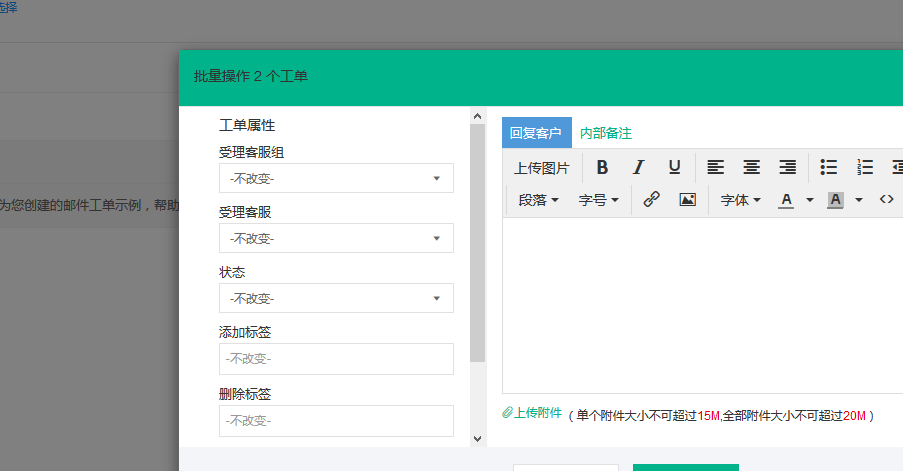 选择
批量操作 2 个工单
为您创建的邮件工单示例，帮助
工单属性
受理客服组
-不改变-
受理客服
-不改变-
状态
-不改变-
添加标签
-不改变-
删除标签
-不改变-
回复客户 内部备注
上传图片 B I U
段落 字号 字体 A A <>
上传附件 ( 单个附件大小不可超过15M,全部附件大小不可超过20M )